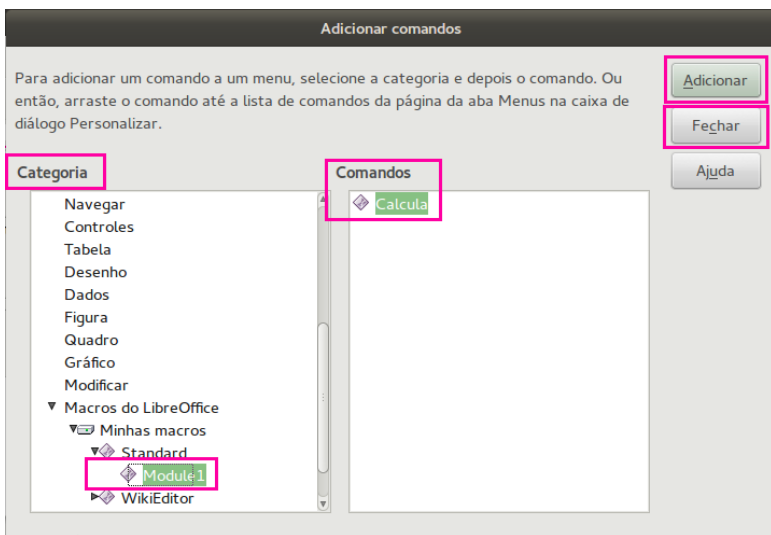 Adicionar comandos
Para adicionar um comando a um menu, selecione a categoria e depois o comando. Ou
então, arraste o comando até a lista de comandos da página da aba Menus na caixa de
diálogo Personalizar.
Adicionar
Fechar
Ajuda
Categoria
Navegar
Controles
Tabela
Desenho
Dados
Figura
Quadro
Gráfico
Modificar
Macros do LibreOffice
Minhas macros
Standard
Module1
WikiEditor
Comandos
Calcula